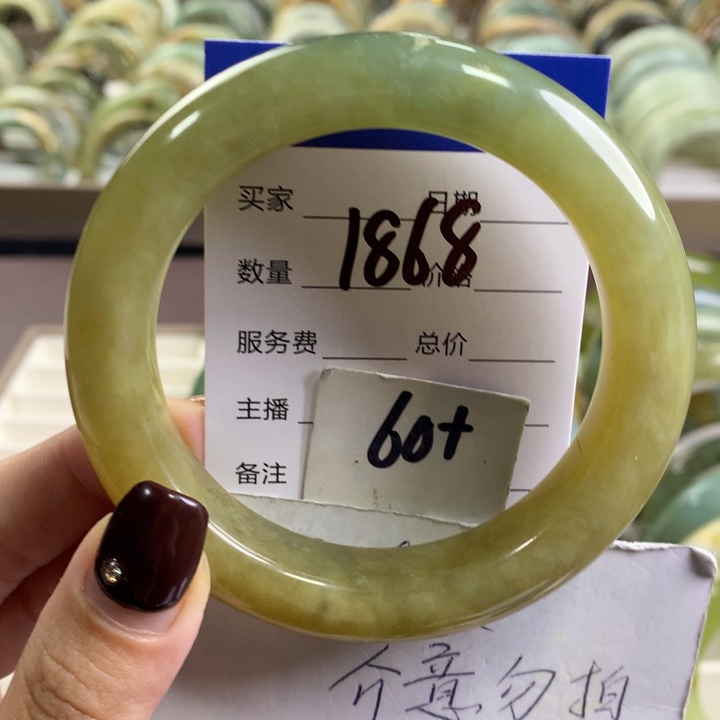 买家 日期
1868
数量 价格
服务费 总价
主播
60+
备注
介意勿拍